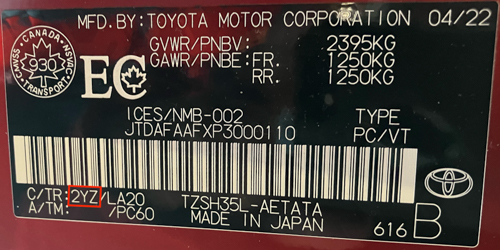 MFD. BY: TOYOTA MOTOR CORPORATION 04/22
CANADA
930
TRANSPORT
NSVAC
CMVSS
EC
GVWR/PNBV: 2395KG
GAWR/PNBE: FR. 1250KG
RR. 1250KG
ICES/NMB-002 TYPE
JTDAFAAFXP3000110 PC/VT
C/TR: 2YZ/LA20 TZSH35L-AETATA
A/TM: /PC60 MADE IN JAPAN 616 B